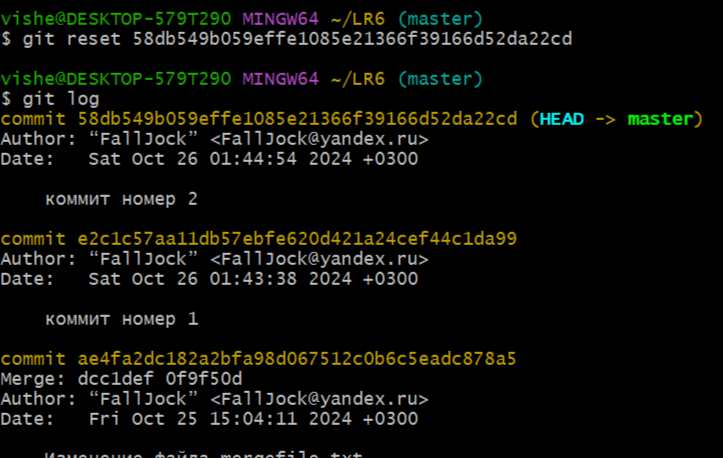 vishe@DESKTOP-579T290 MINGW64 ~/LR6 (master)
$ git reset 58db549b059effe1085e21366f39166d52da22cd
vishe@DESKTOP-579T290 MINGW64 ~/LR6 (master)
$ git log
commit 58db549b059effe1085e21366f39166d52da22cd (HEAD -> master)
Author: “FallJock” <FallJock@yandex.ru>
Date:   Sat Oct 26 01:44:54 2024 +0300
коммит номер 2
commit e2c1c57aa11db57ebfe620d421a24cef44c1da99
Author: “FallJock” <FallJock@yandex.ru>
Date:   Sat Oct 26 01:43:38 2024 +0300
коммит номер 1
commit ae4fa2dc182a2bfa98d067512c0b6c5eadc878a5
Merge: dcc1def 0f9f50d
Author: “FallJock” <FallJock@yandex.ru>
Date:   Fri Oct 25 15:04:11 2024 +0300
Изменение файла mergefile.txt